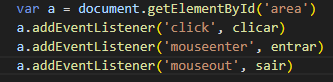 var a = document.getElementById('area')
a.addEventListener('click', clicar)
a.addEventListener('mouseenter', entrar)
a.addEventListener('mouseout', sair)